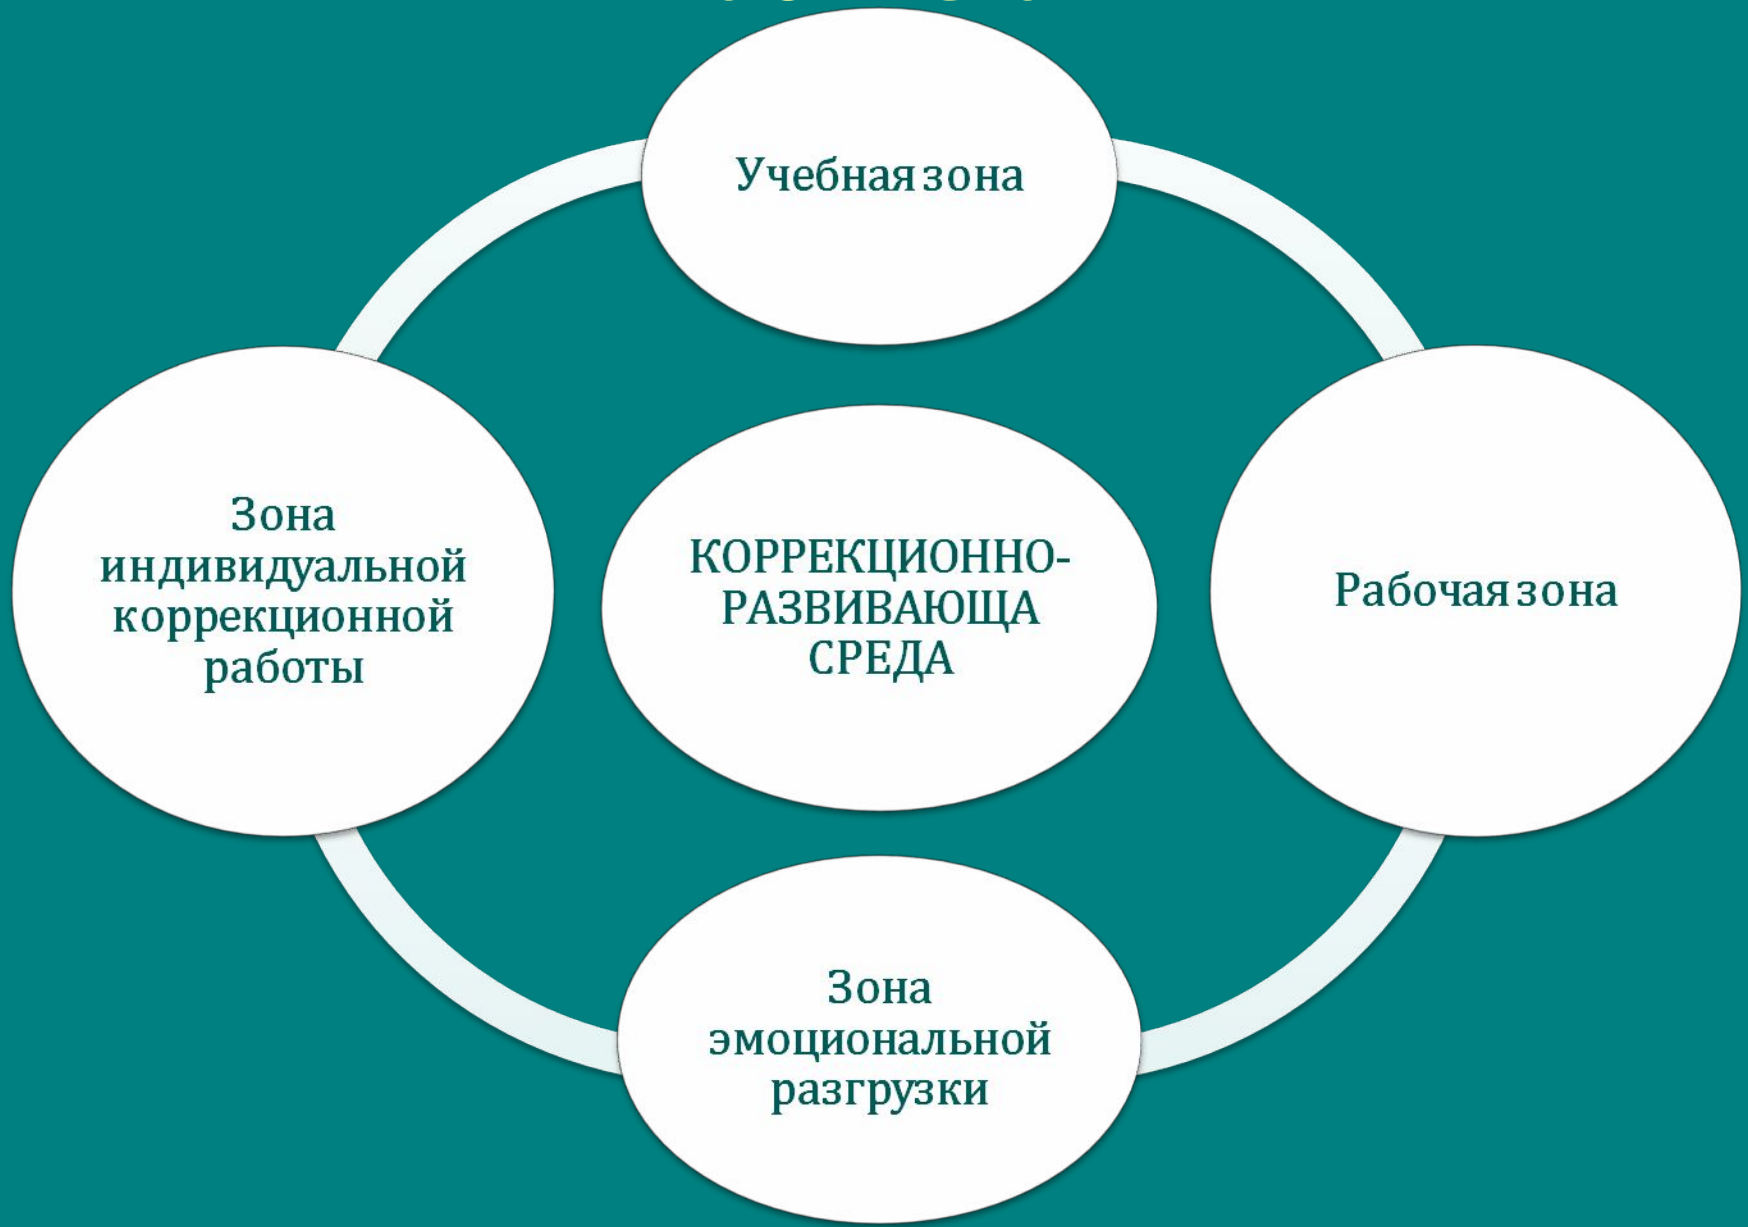 Учебная зона
Зона
индивидуальной
коррекционной
работы
КОРРЕКЦИОННО-
РАЗВИВАЮЩА
СРЕДА
Рабочая зона
Зона
эмоциональной
разгрузки